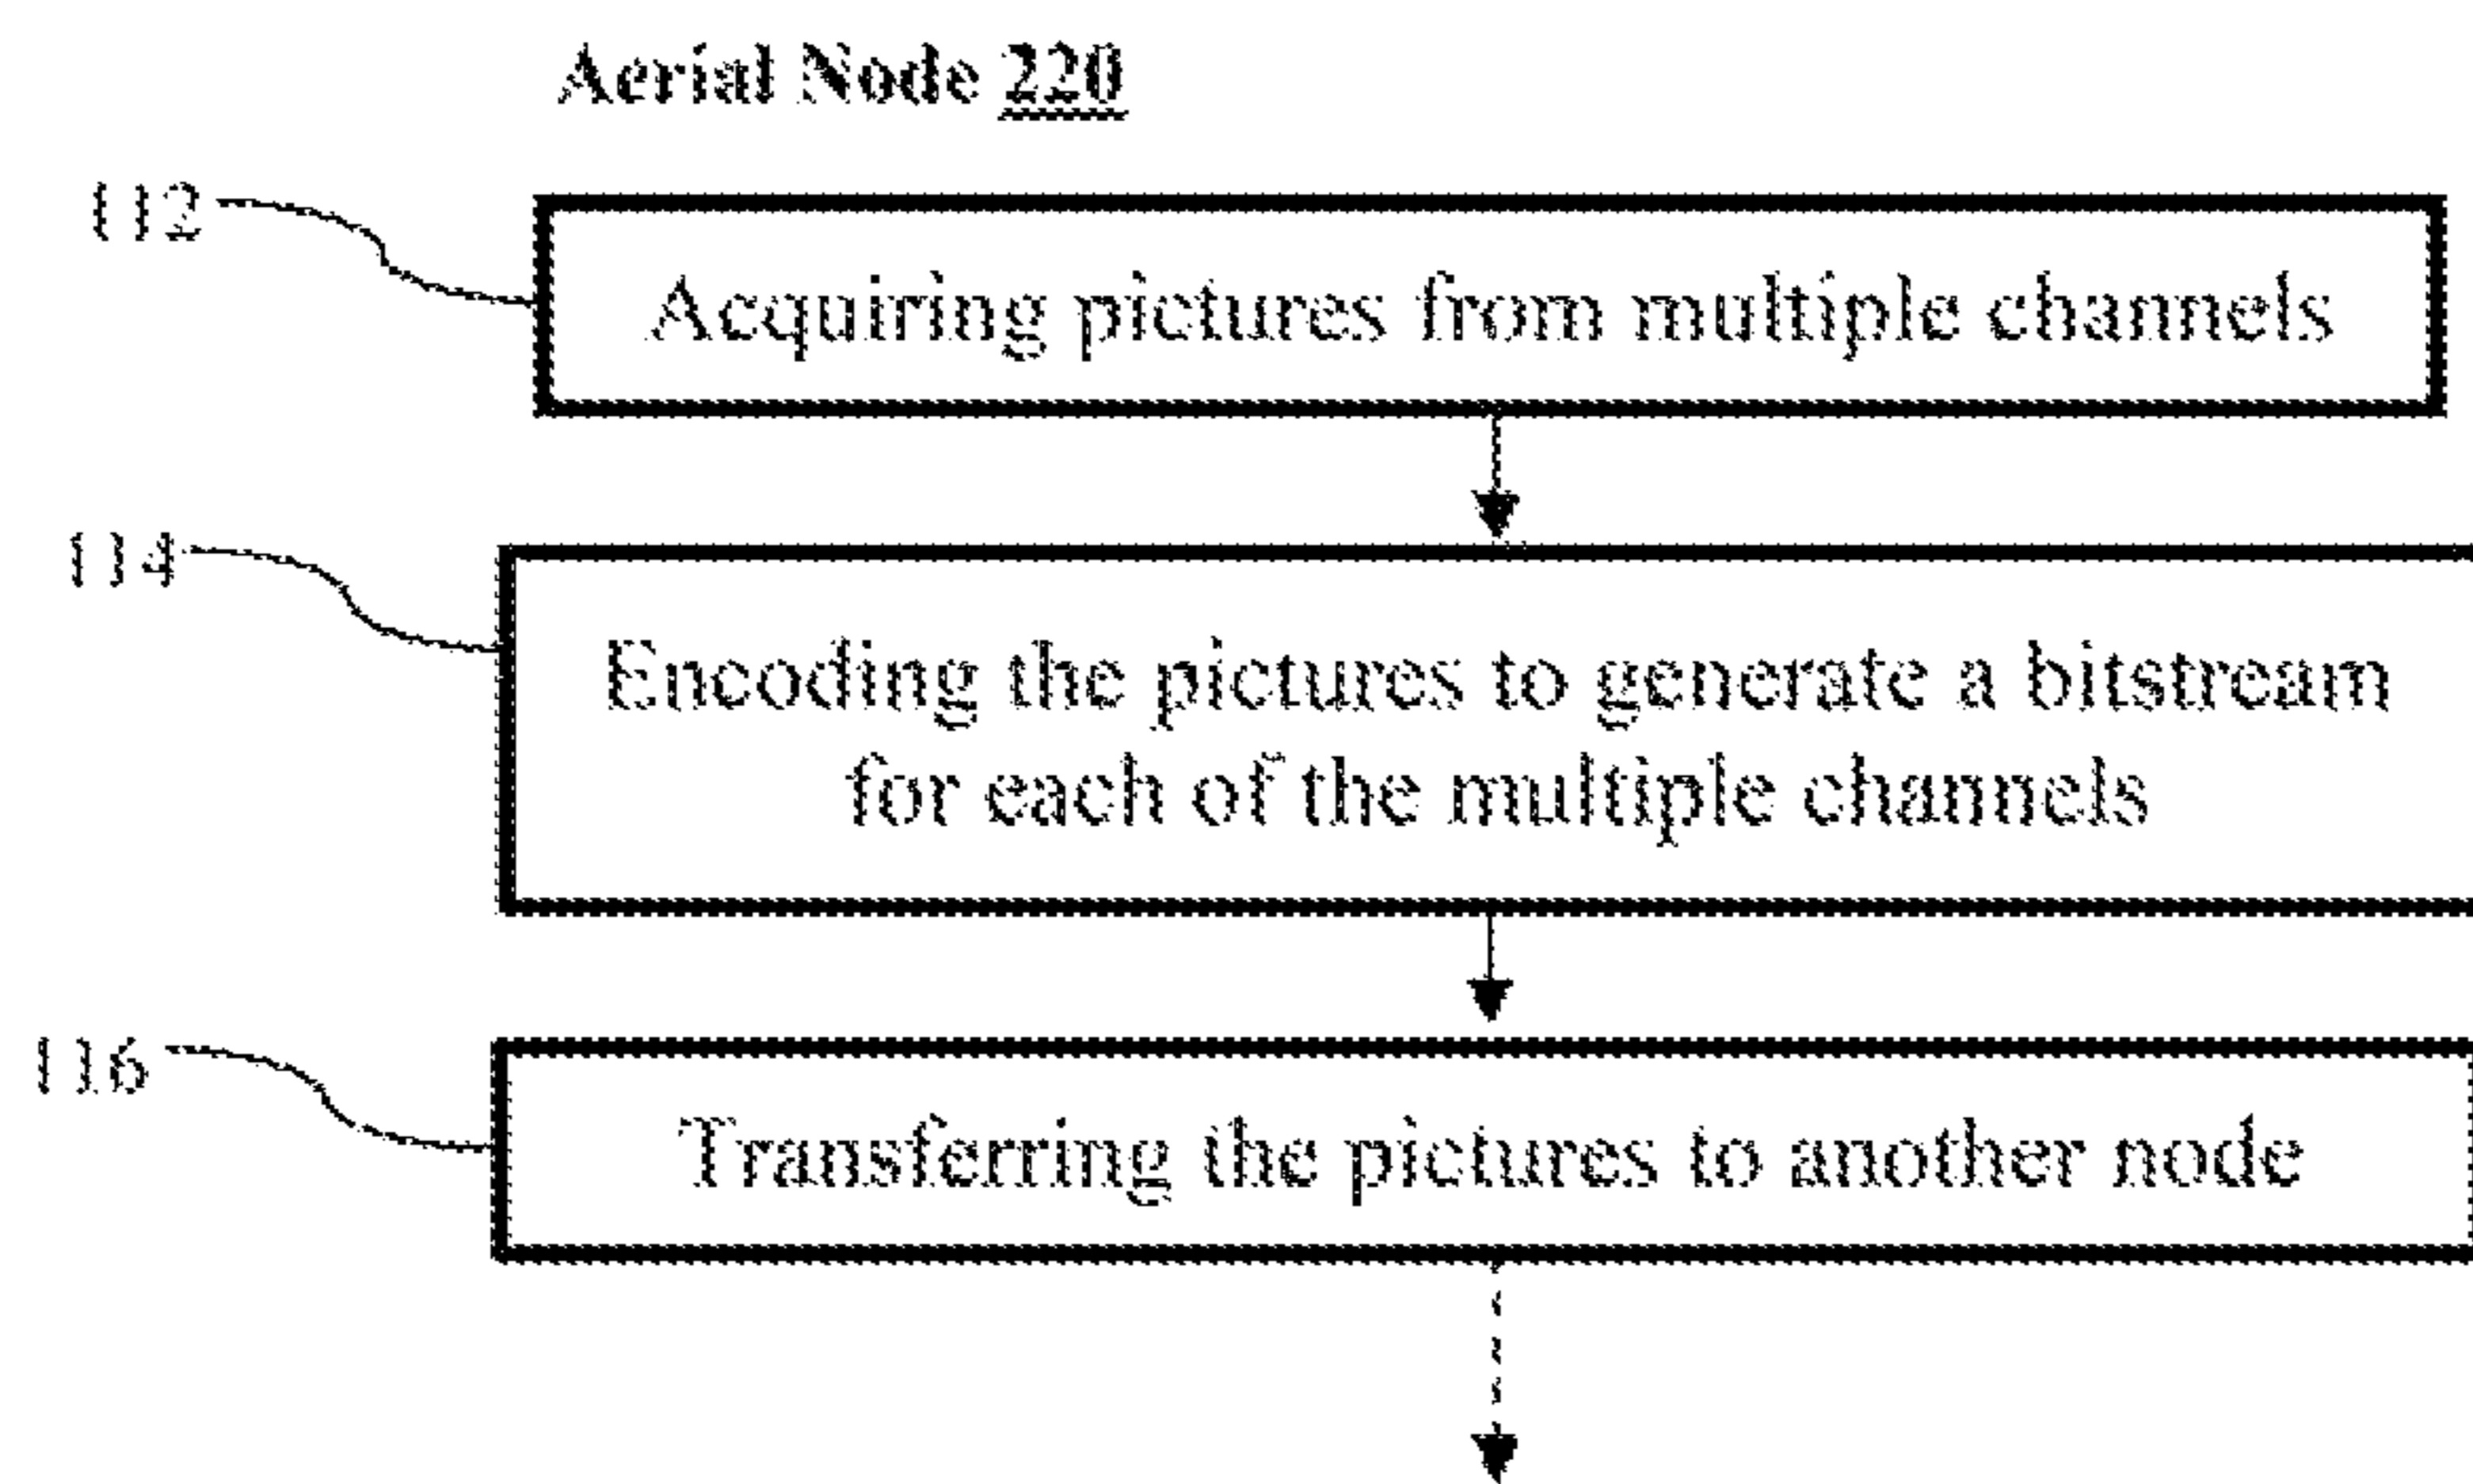 Aerial Node 220
112
Acquiring pictures from multiple channels
114
Encoding the pictures to generate a bitstream
for each of the multiple channels
116
Transferring the pictures to another node